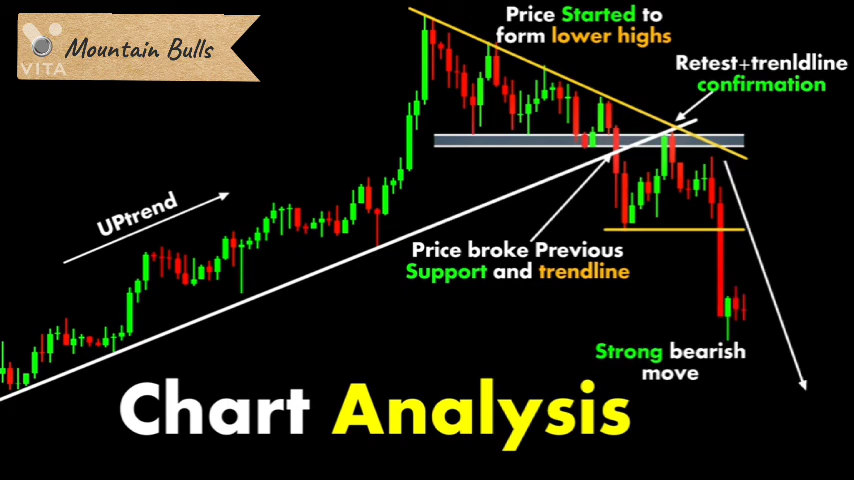 Mountain Bulls
VITA
Price Started to
form lower highs
Retest+trenldline
confirmation
UPtrend
Price broke Previous
Support and trendline
Strong bearish
move
Chart Analysis